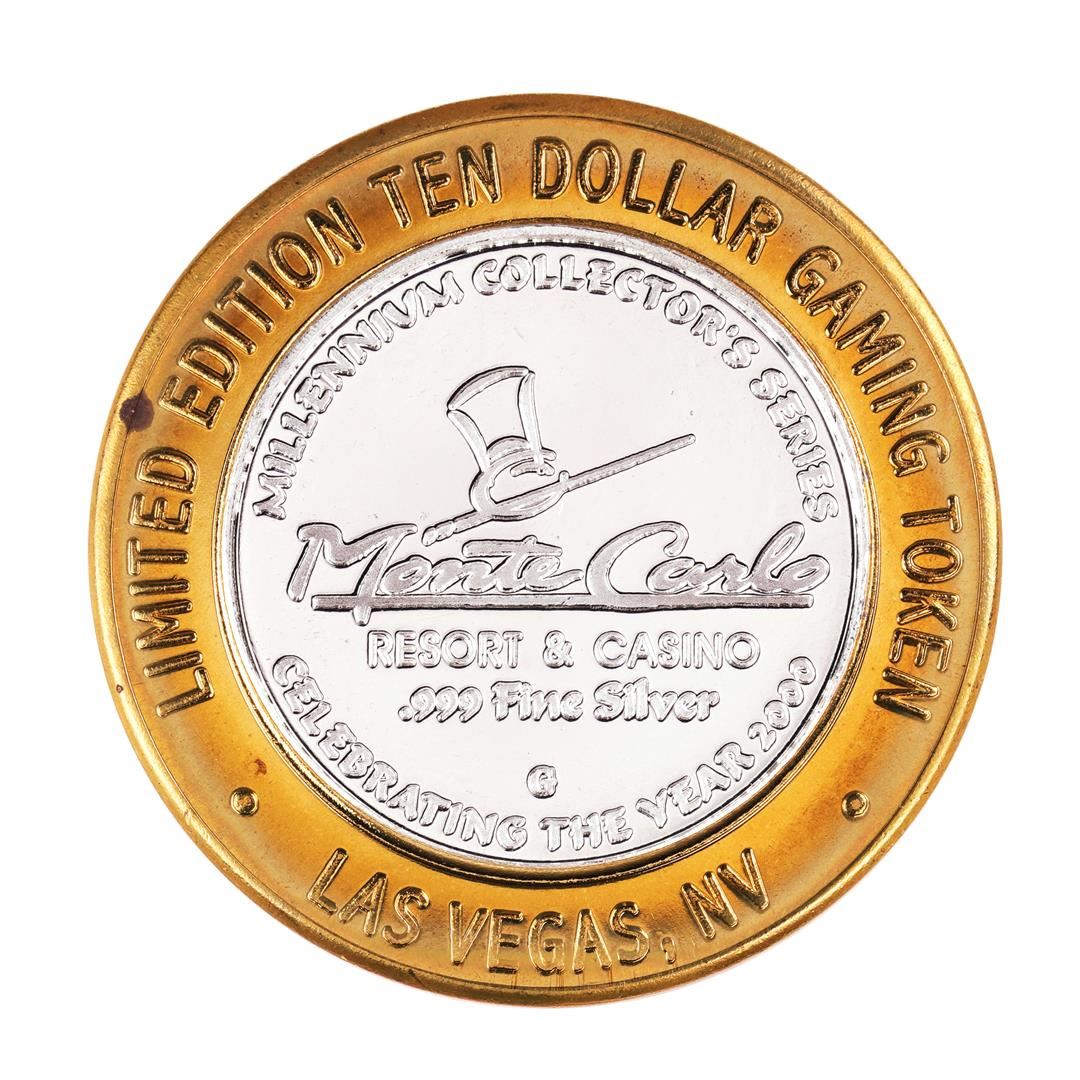 LIMITED EDITION TEN DOLLAR GAMING TOKEN
MILLENNIVM COLLECTOR'S SERIES
Monte Carlo
RESORT & CASINO
.999 Fine Silver
G
CELEBRATING THE YEAR 2000
LAS VEGAS, NV